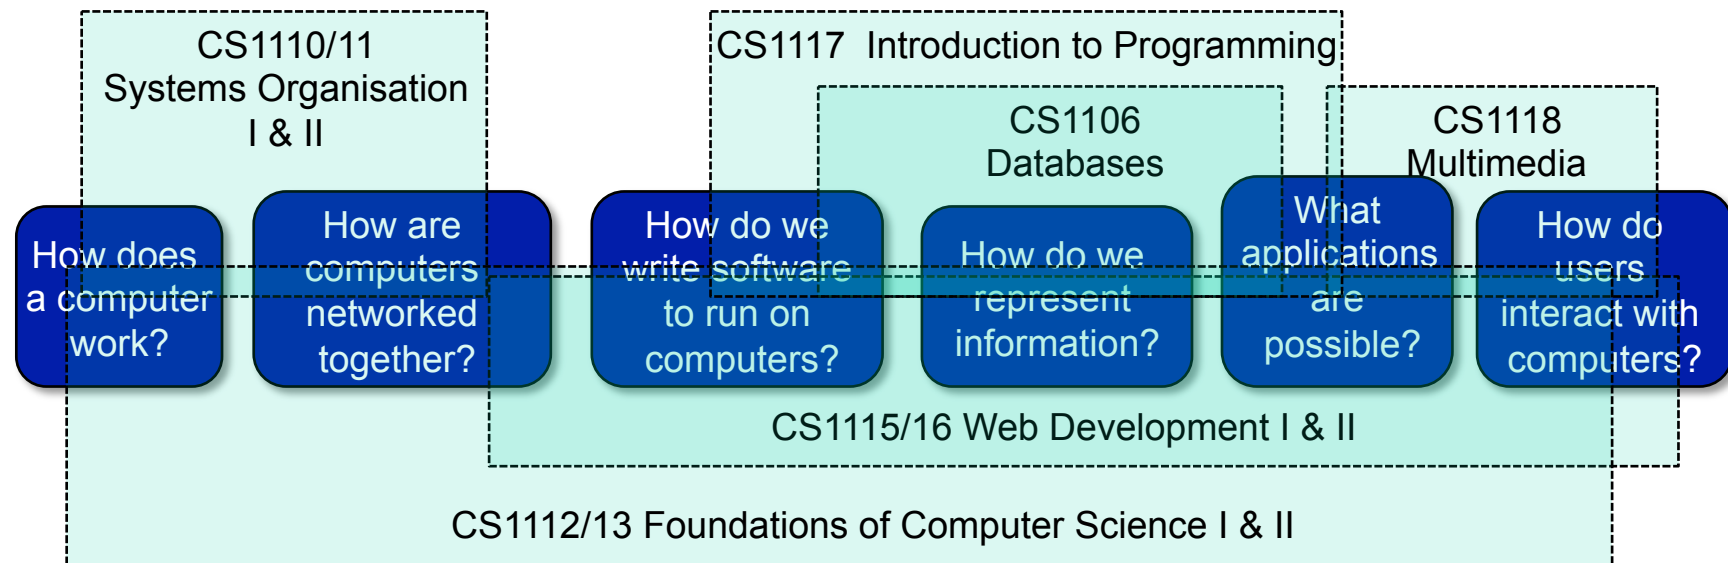 CS1110/11
Systems Organisation
I & II
CS1117  Introduction to Programming
CS1106
Databases
CS1118
Multimedia
How does
a computer
work?
How are
computers
networked
together?
How do we
write software
to run on
computers?
How do we
represent
information?
What
applications
are
possible?
How do
users
interact with
computers?
CS1115/16 Web Development I & II
CS1112/13 Foundations of Computer Science I & II